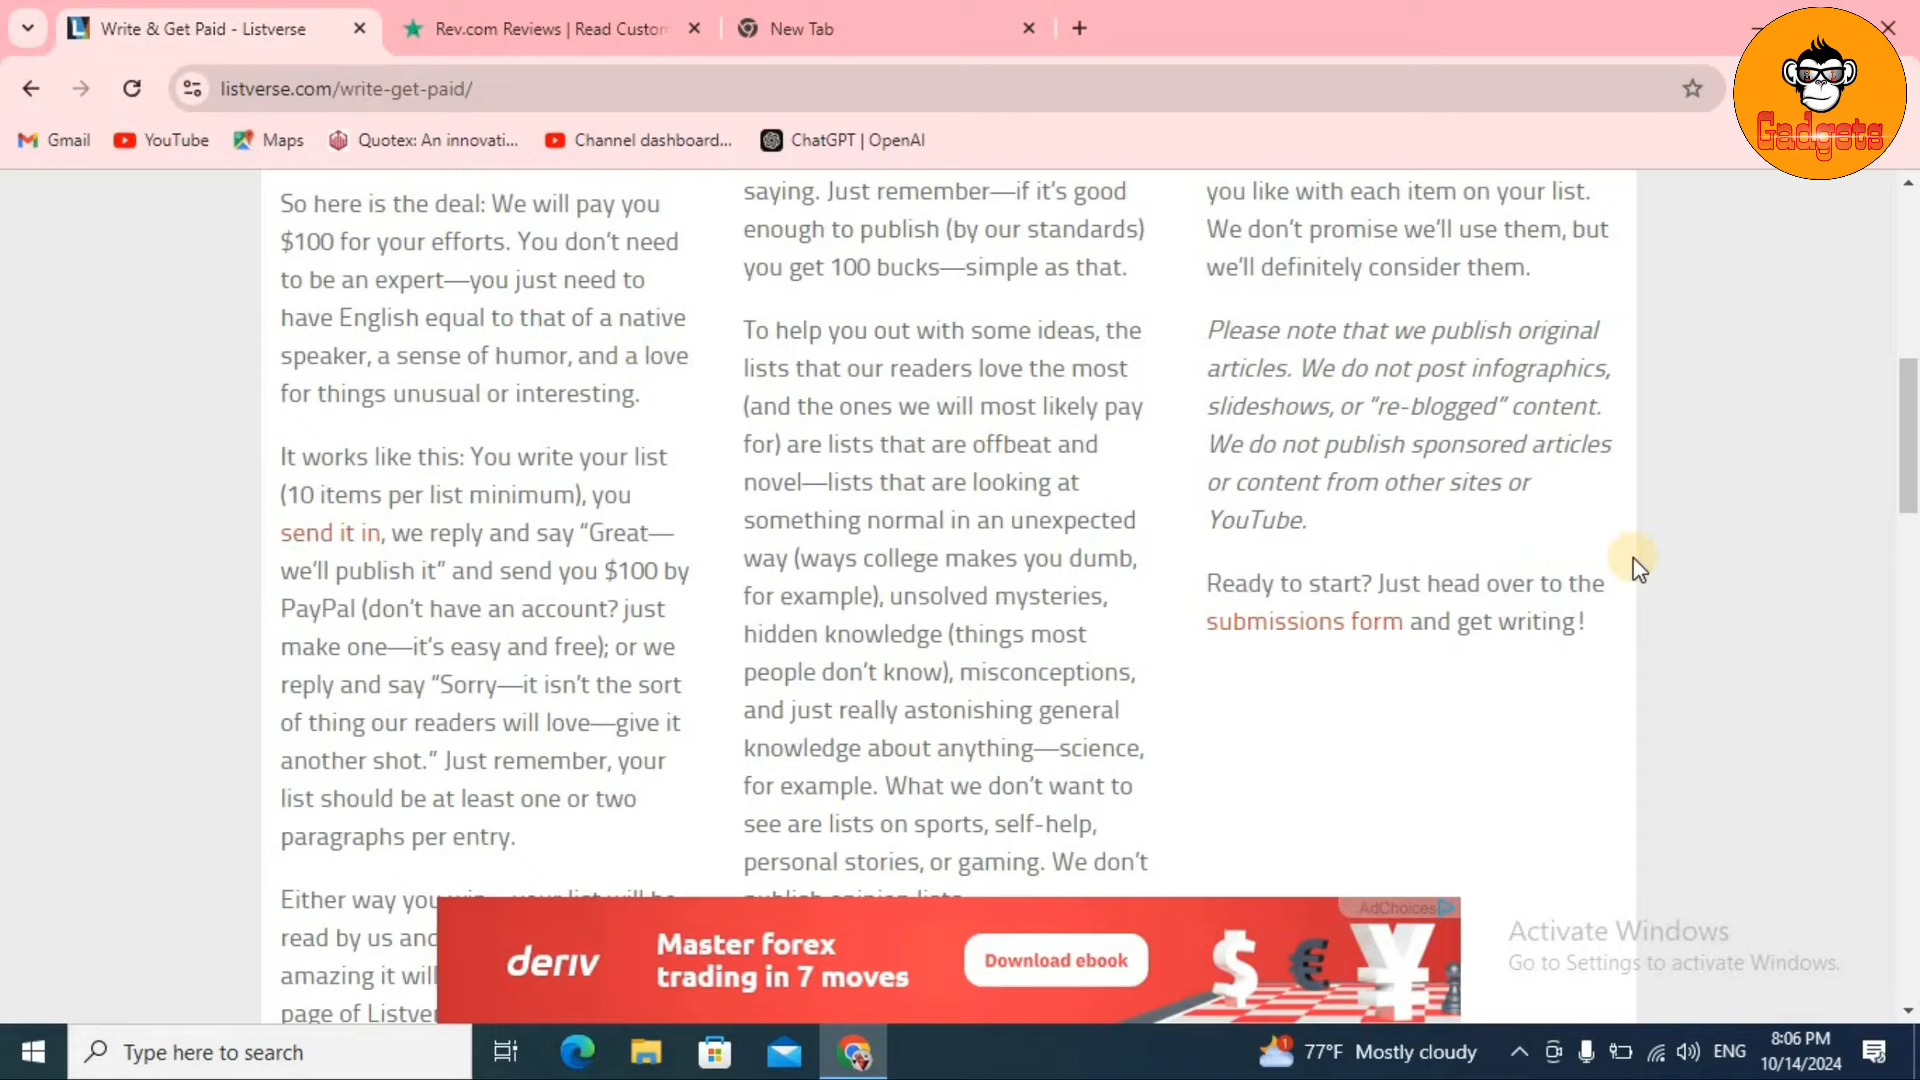 Write & Get Paid - Listverse
Rev.com Reviews | Read Custon
New Tab
listverse.com/write-get-paid/
Gmail
YouTube
Maps
Quotex: An innovati...
Channel dashboard...
ChatGPT | OpenAI
Gadgets
So here is the deal: We will pay you
$100 for your efforts. You don't need
to be an expert—you just need to
have English equal to that of a native
speaker, a sense of humor, and a love
for things unusual or interesting.
It works like this: You write your list
(10 items per list minimum), you
send it in, we reply and say “Great—
we'll publish it” and send you $100 by
PayPal (don't have an account? just
make one—it's easy and free); or we
reply and say “Sorry—it isn't the sort
of thing our readers will love—give it
another shot.” Just remember, your
list should be at least one or two
paragraphs per entry.
Either way you win—your list will be
read by us and
amazing it will
page of Listver
saying. Just remember—if it's good
enough to publish (by our standards)
you get 100 bucks—simple as that.
To help you out with some ideas, the
lists that our readers love the most
(and the ones we will most likely pay
for) are lists that are offbeat and
novel—lists that are looking at
something normal in an unexpected
way (ways college makes you dumb,
for example), unsolved mysteries,
hidden knowledge (things most
people don't know), misconceptions,
and just really astonishing general
knowledge about anything—science,
for example. What we don't want to
see are lists on sports, self-help,
personal stories, or gaming. We don't
publish opinion lists.
you like with each item on your list.
We don't promise we'll use them, but
we'll definitely consider them.
Please note that we publish original
articles. We do not post infographics,
slideshows, or “re-blogged” content.
We do not publish sponsored articles
or content from other sites or
YouTube.
Ready to start? Just head over to the
submissions form and get writing!
AdChoices
deriv
Master forex
trading in 7 moves
Download ebook
$ € ¥
Activate Windows
Go to Settings to activate Windows.
Type here to search
1
77°F Mostly cloudy
ENG
8:06 PM
10/14/2024